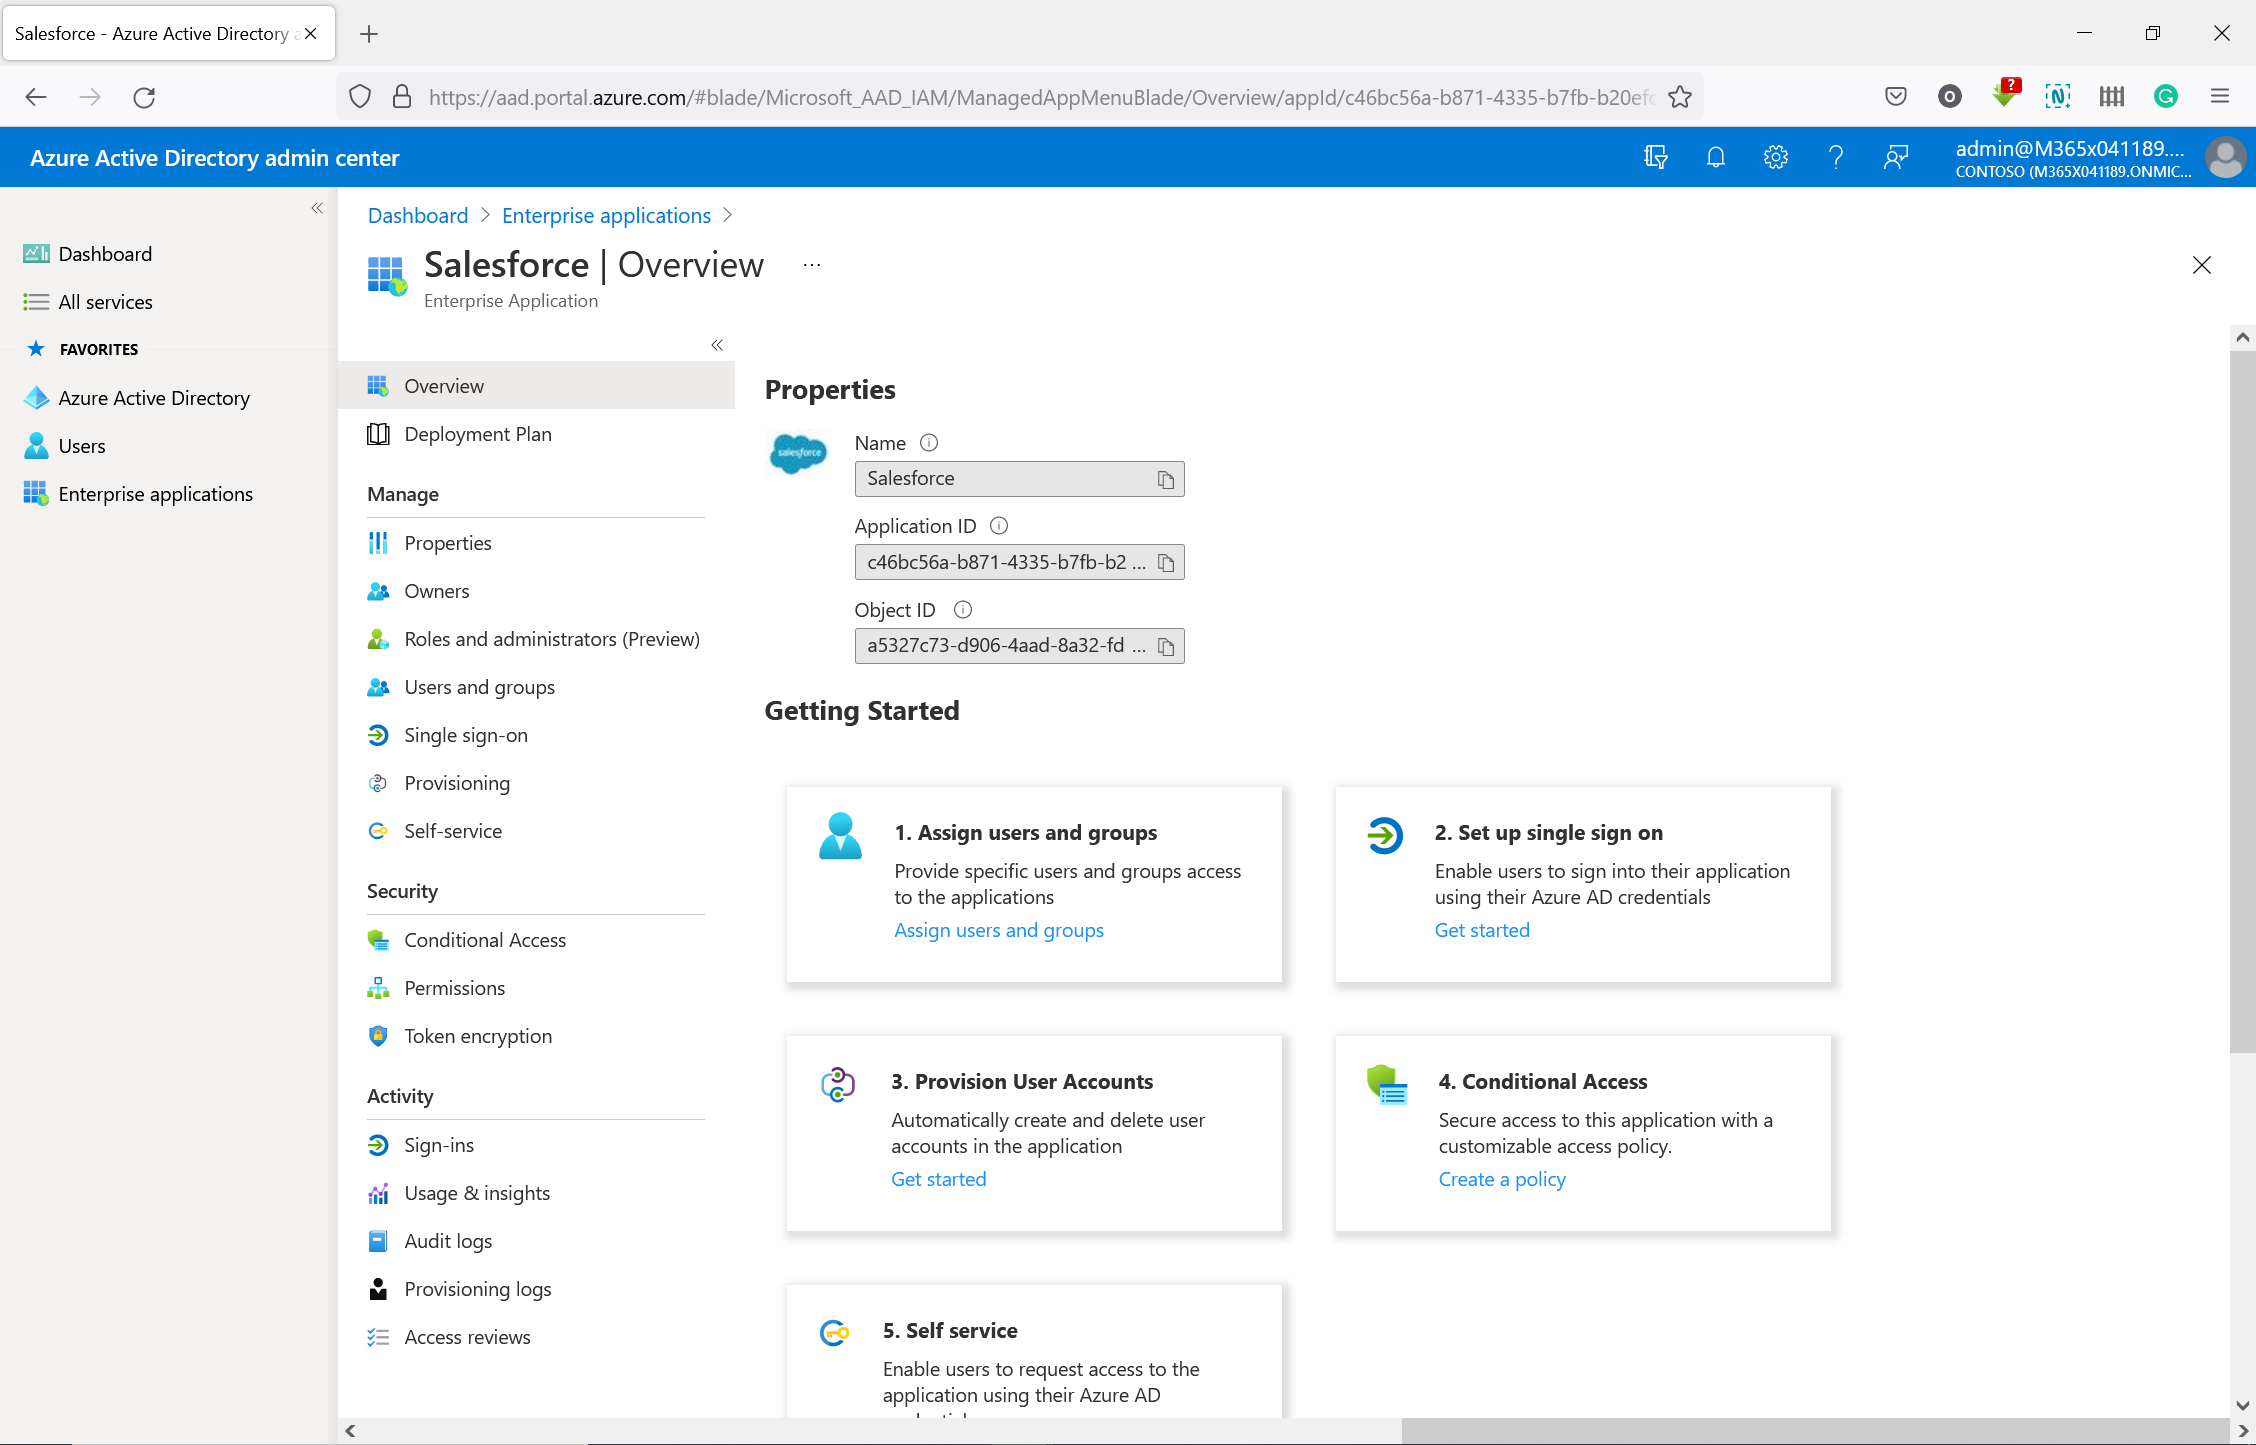 Salesforce - Azure Active Directory a
https://aad.portal.azure.com/#blade/Microsoft_AAD_IAM/ManagedAppMenuBlade/Overview/appId/c46bc56a-b871-4335-b7fb-b20efc
Azure Active Directory admin center
admin@M365x041189....
CONTOSO (M365X041189.ONMIC...
Dashboard
All services
FAVORITES
Azure Active Directory
Users
Enterprise applications
Dashboard > Enterprise applications >
Salesforce | Overview ...
Enterprise Application
Overview
Deployment Plan
Manage
Properties
Owners
Roles and administrators (Preview)
Users and groups
Single sign-on
Provisioning
Self-service
Security
Conditional Access
Permissions
Token encryption
Activity
Sign-ins
Usage & insights
Audit logs
Provisioning logs
Access reviews
Properties
salesforce
Name
Salesforce
Application ID
c46bc56a-b871-4335-b7fb-b2 ...
Object ID
a5327c73-d906-4aad-8a32-fd ...
Getting Started
1. Assign users and groups
Provide specific users and groups access
to the applications
Assign users and groups
2. Set up single sign on
Enable users to sign into their application
using their Azure AD credentials
Get started
3. Provision User Accounts
Automatically create and delete user
accounts in the application
Get started
4. Conditional Access
Secure access to this application with a
customizable access policy.
Create a policy
5. Self service
Enable users to request access to the
application using their Azure AD